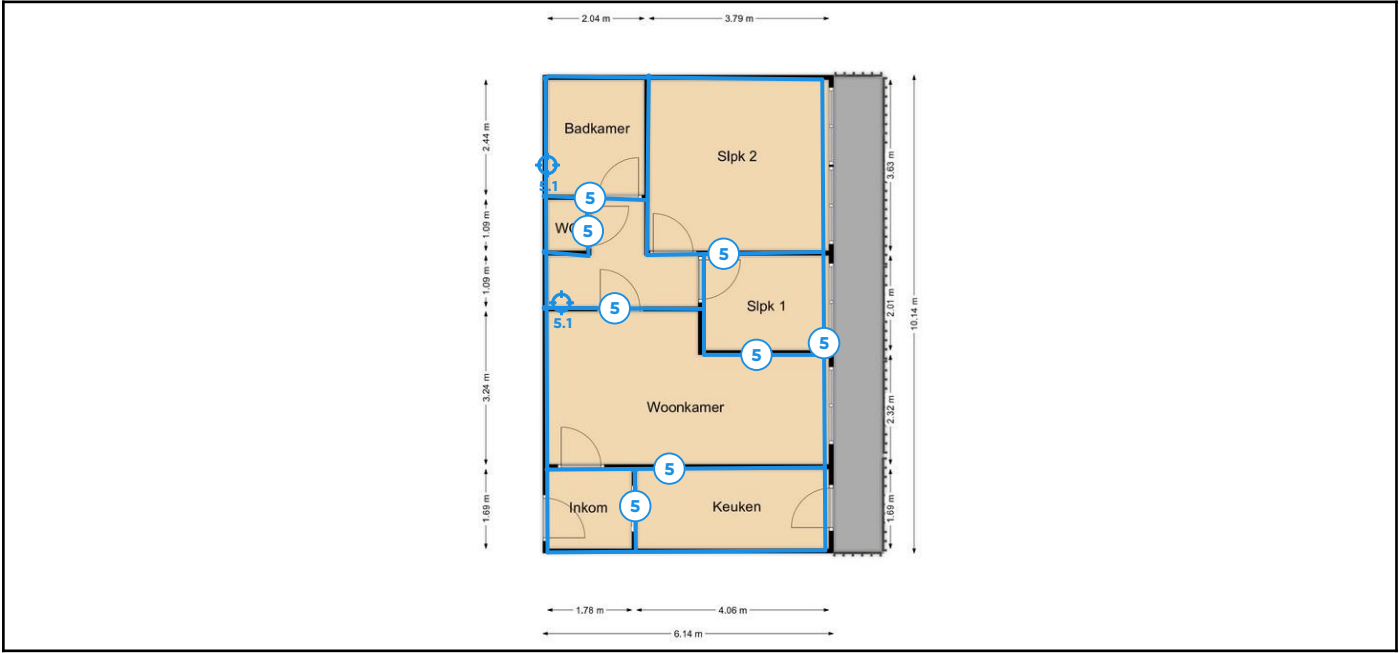 2.04 m
3.79 m
Badkamer
Slpk 2
2.44 m
3.63 m
5.1
5
1.09 m
5
5
1.09 m
Slpk 1
2.01 m
10.14 m
5.1
5
5
5
3.24 m
Woonkamer
2.32 m
5
Inkom
5
Keuken
1.69 m
1.69 m
1.78 m
4.06 m
6.14 m